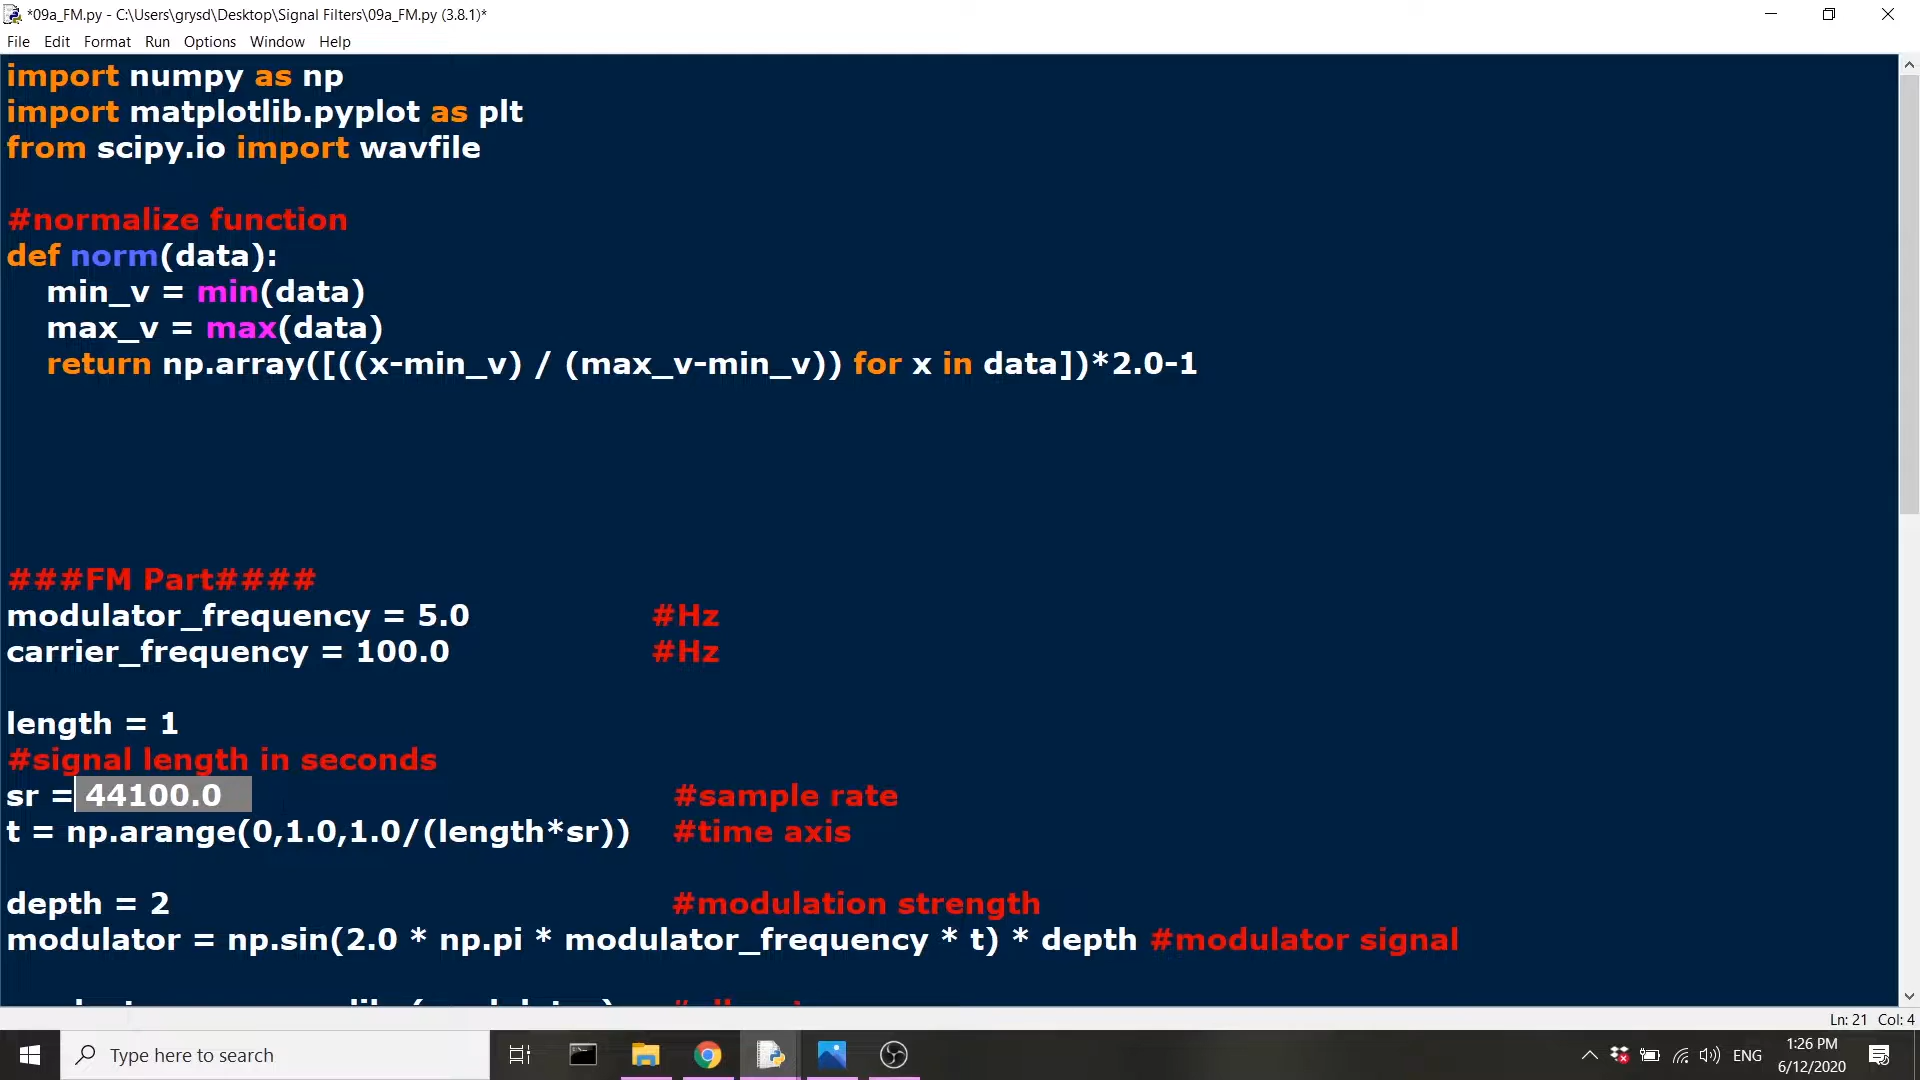 *09a_FM.py - C:\Users\grysd\Desktop\Signal Filters\09a_FM.py (3.8.1)*
File Edit Format Run Options Window Help
import numpy as np
import matplotlib.pyplot as plt
from scipy.io import wavfile
#normalize function
def norm(data):
    min_v = min(data)
    max_v = max(data)
    return np.array([((x-min_v) / (max_v-min_v)) for x in data])*2.0-1
###FM Part####
modulator_frequency = 5.0 #Hz
carrier_frequency = 100.0 #Hz
length = 1
#signal length in seconds
sr = 44100.0 #sample rate
t = np.arange(0,1.0,1.0/(length*sr)) #time axis
depth = 2 #modulation strength
modulator = np.sin(2.0 * np.pi * modulator_frequency * t) * depth #modulator signal
Ln: 21 Col: 4
Type here to search
ENG
1:26 PM
6/12/2020